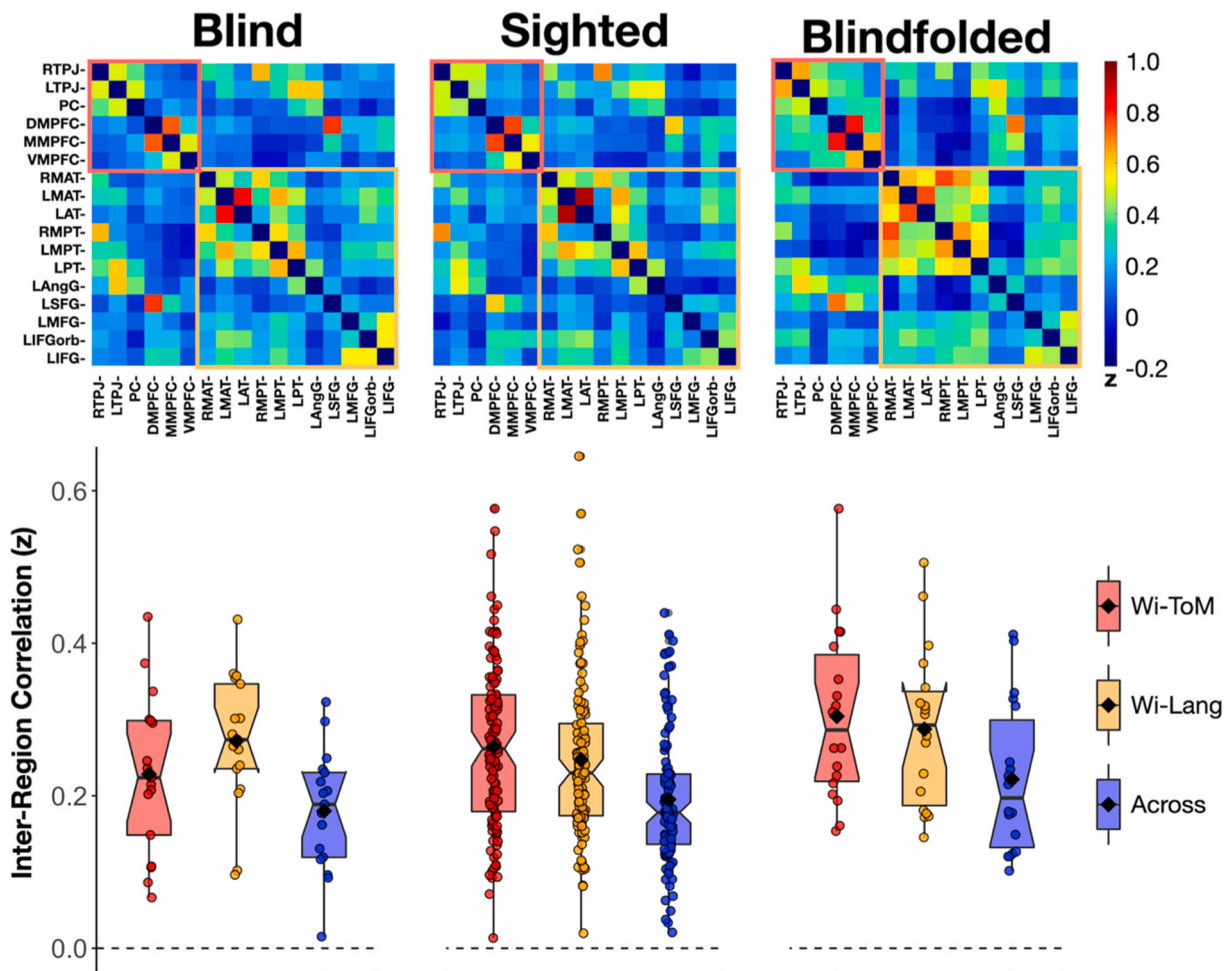 Blind Sighted Blindfolded
RTPJ-
LTPJ-
PC-
DMPFC-
MMPFC-
VMPFC-
RMAT-
LMAT-
LAT-
RMPT-
LMPT-
LPT-
LAngG-
LSFG-
LMFG-
LIFGorb-
LIFG-
1.0
0.8
0.6
0.4
0.2
0
-0.2
z
RTPJ- LTPJ- PC- DMPFC- MMPFC- VMPFC- RMAT- LMAT- LAT- RMPT- LMPT- LPT- LAngG- LSFG- LMFG- LIFGorb- LIFG-
RTPJ- LTPJ- PC- DMPFC- MMPFC- VMPFC- RMAT- LMAT- LAT- RMPT- LMPT- LPT- LAngG- LSFG- LMFG- LIFGorb- LIFG-
RTPJ- LTPJ- PC- DMPFC- MMPFC- VMPFC- RMAT- LMAT- LAT- RMPT- LMPT- LPT- LAngG- LSFG- LMFG- LIFGorb- LIFG-
Inter-Region Correlation (z)
0.6
0.4
0.2
0.0
Wi-ToM
Wi-Lang
Across